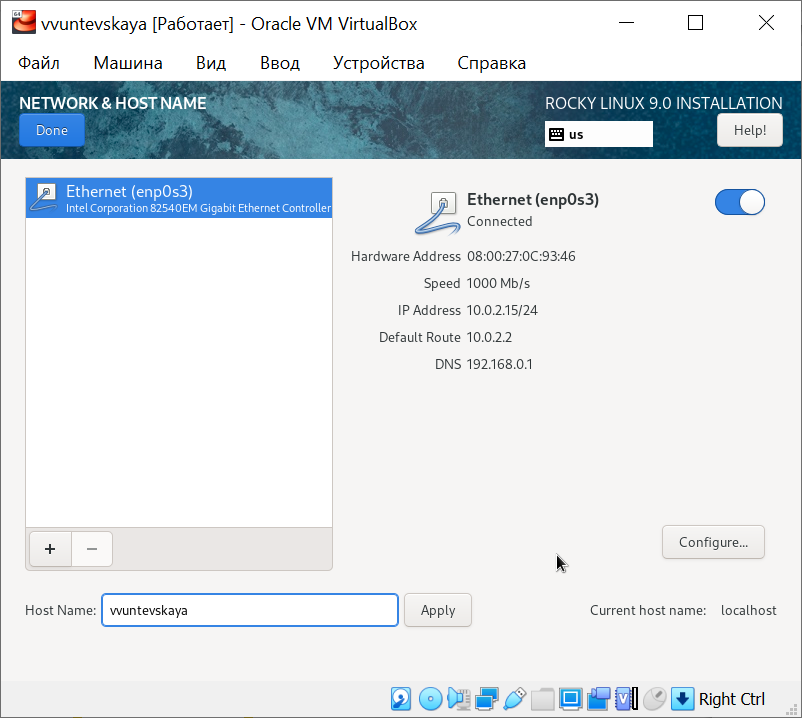 vvuntevskaya [Работает] - Oracle VM VirtualBox
Файл Машина Вид Ввод Устройства Справка
NETWORK & HOST NAME
ROCKY LINUX 9.0 INSTALLATION
Done
us
Help!
Ethernet (enp0s3)
Intel Corporation 82540EM Gigabit Ethernet Controller
Ethernet (enp0s3)
Connected
Hardware Address 08:00:27:0C:93:46
Speed 1000 Mb/s
IP Address 10.0.2.15/24
Default Route 10.0.2.2
DNS 192.168.0.1
+ −
Configure...
Host Name: vvuntevskaya Apply Current host name: localhost
Right Ctrl